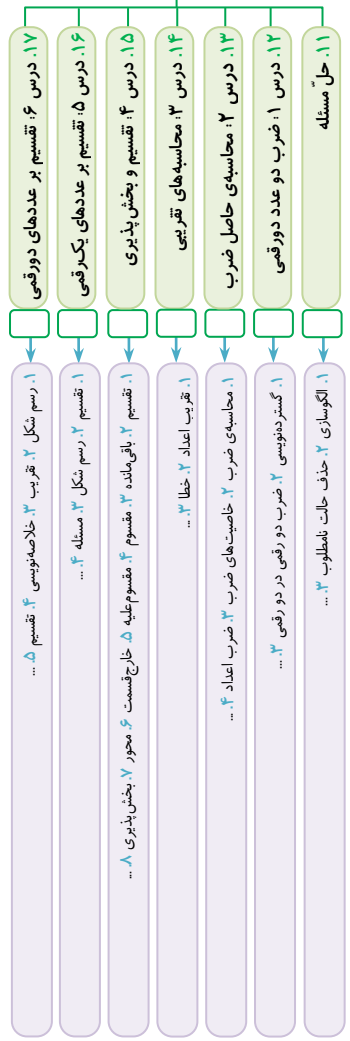 ۱۱. حلّ مسئله
۱. الگوسازی ۲. حذف حالت نامطلوب ۳. ...
۱۲. درس ۱: ضرب دو عدد دورقمی
۱. گسترده‌نویسی ۲. ضرب دو رقمی در دو رقمی ۳. ...
۱۳. درس ۲: محاسبه‌ی حاصل ضرب
۱. محاسبه‌ی ضرب ۲. خاصیت‌های ضرب ۳. ضرب اعداد ۴. ...
۱۴. درس ۳: محاسبه‌های تقریبی
۱. تقریب اعداد ۲. خطا ۳. ...
۱۵. درس ۴: تقسیم و بخش‌پذیری
۱. تقسیم ۲. باقی‌مانده ۳. مقسوم ۴. مقسوم‌علیه ۵. خارج‌قسمت ۶. محور ۷. بخش‌پذیری ۸. ...
۱۶. درس ۵: تقسیم بر عددهای یک‌رقمی
۱. تقسیم ۲. رسم شکل ۳. مسئله ۴. ...
۱۷. درس ۶: تقسیم بر عددهای دورقمی
۱. رسم شکل ۲. تقریب ۳. خلاصه‌نویسی ۴. تقسیم ۵. ...